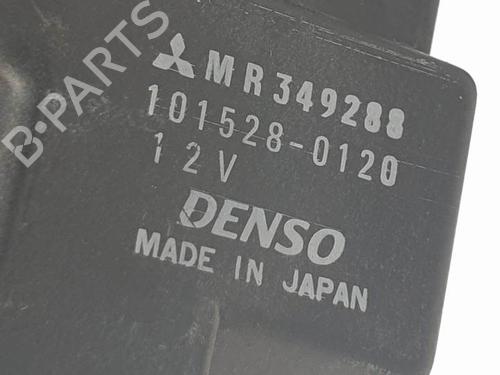 B-PARTS
MR349288
101528-0120
12V
DENSO
MADE IN JAPAN